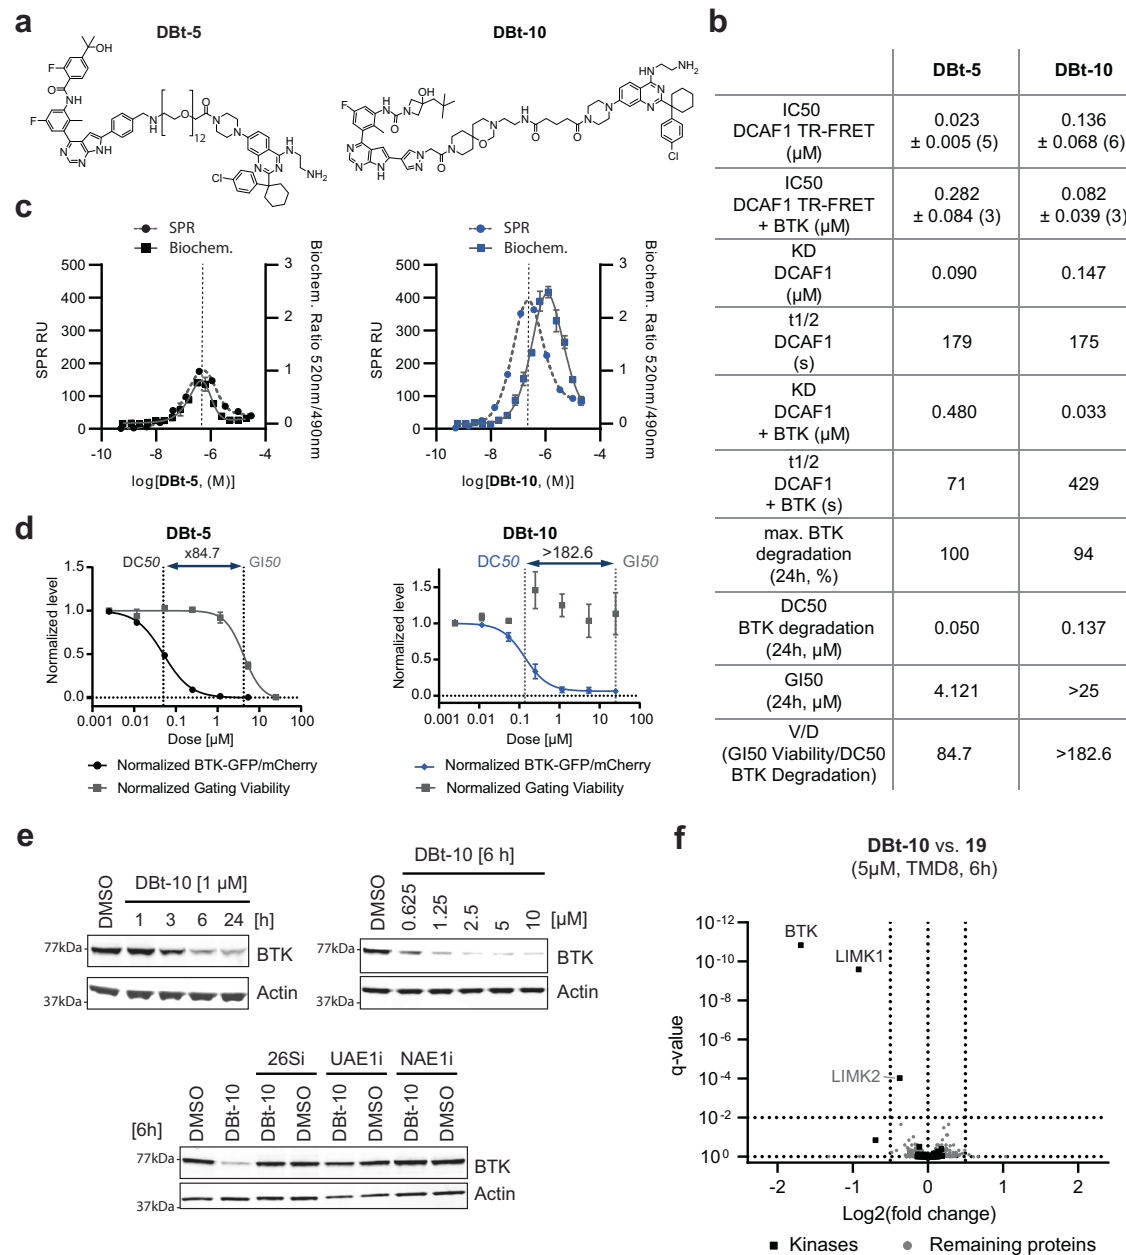 a
DBt-5
DBt-10
OH
F
O
NH
F
N
N
N
H
HN
O
12
O
N
N
HN
NH2
N
N
Cl
HO
F
NH
N
O
N
N
N
H
N
N
O
N
O
N
NH
O
O
N
N
HN
NH2
N
N
Cl
b
DBt-5 DBt-10
IC50
DCAF1 TR-FRET
(µM)
0.023
± 0.005 (5)
0.136
± 0.068 (6)
IC50
DCAF1 TR-FRET
+ BTK (µM)
0.282
± 0.084 (3)
0.082
± 0.039 (3)
KD
DCAF1
(µM)
0.090
0.147
t1/2
DCAF1
(s)
179
175
KD
DCAF1
+ BTK (µM)
0.480
0.033
t1/2
DCAF1
+ BTK (s)
71
429
max. BTK
degradation
(24h, %)
100
94
DC50
BTK degradation
(24h, µM)
0.050
0.137
GI50
(24h, µM)
4.121
>25
V/D
(GI50 Viability/DC50
BTK Degradation)
84.7
>182.6
c
SPR
Biochem.
500
400
300
200
100
0
SPR RU
3
2
1
0
Biochem. Ratio 520nm/490nm
-10 -8 -6 -4
log[DBt-5, (M)]
SPR
Biochem.
500
400
300
200
100
0
SPR RU
3
2
1
0
Biochem. Ratio 520nm/490nm
-10 -8 -6 -4
log[DBt-10, (M)]
d
DBt-5
DC50
x84.7
GI50
1.5
1.0
0.5
0.0
Normalized level
0.001 0.01 0.1 1 10 100
Dose [µM]
Normalized BTK-GFP/mCherry
Normalized Gating Viability
DBt-10
DC50
>182.6
GI50
1.5
1.0
0.5
0.0
Normalized level
0.001 0.01 0.1 1 10 100
Dose [µM]
Normalized BTK-GFP/mCherry
Normalized Gating Viability
e
DMSO
DBt-10 [1 µM]
1 3 6 24 [h]
77kDa
BTK
37kDa
Actin
DMSO
DBt-10 [6 h]
0.625 1.25 2.5 5 10 [µM]
77kDa
BTK
37kDa
Actin
26Si UAE1i NAE1i
[6h]
DMSO DBt-10 DBt-10 DMSO DBt-10 DMSO DBt-10 DMSO
77kDa
BTK
37kDa
Actin
f
DBt-10 vs. 19
(5µM, TMD8, 6h)
10-12
10-10
10-8
10-6
10-4
10-2
100
q-value
BTK
LIMK1
LIMK2
-2 -1 0 1 2
Log2(fold change)
Kinases Remaining proteins